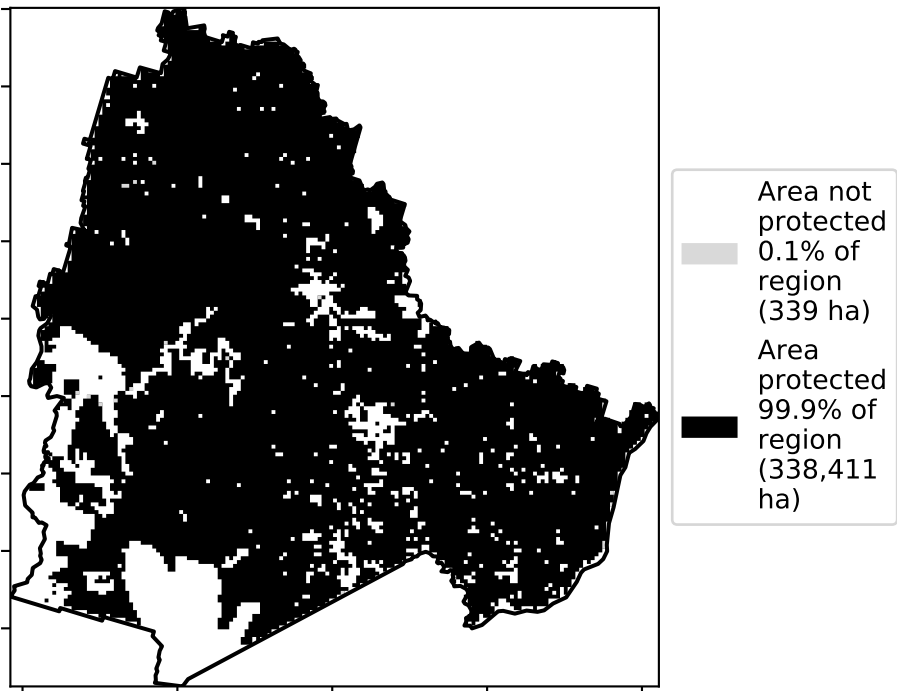 Area not
protected
0.1% of
region
(339 ha)
Area
protected
99.9% of
region
(338,411
ha)